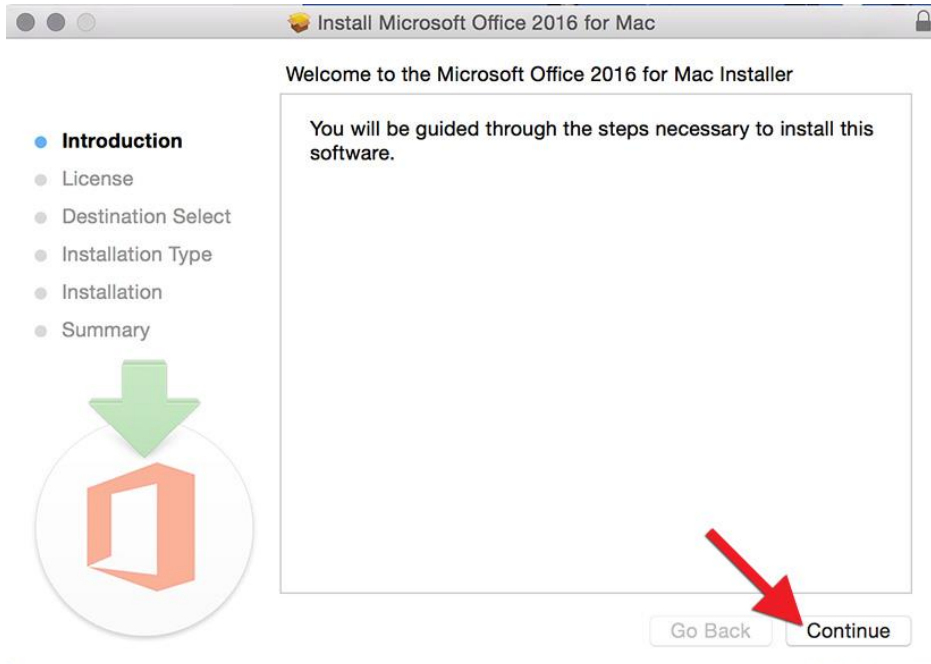 Install Microsoft Office 2016 for Mac
Welcome to the Microsoft Office 2016 for Mac Installer
Introduction
License
Destination Select
Installation Type
Installation
Summary
You will be guided through the steps necessary to install this
software.
Go Back
Continue